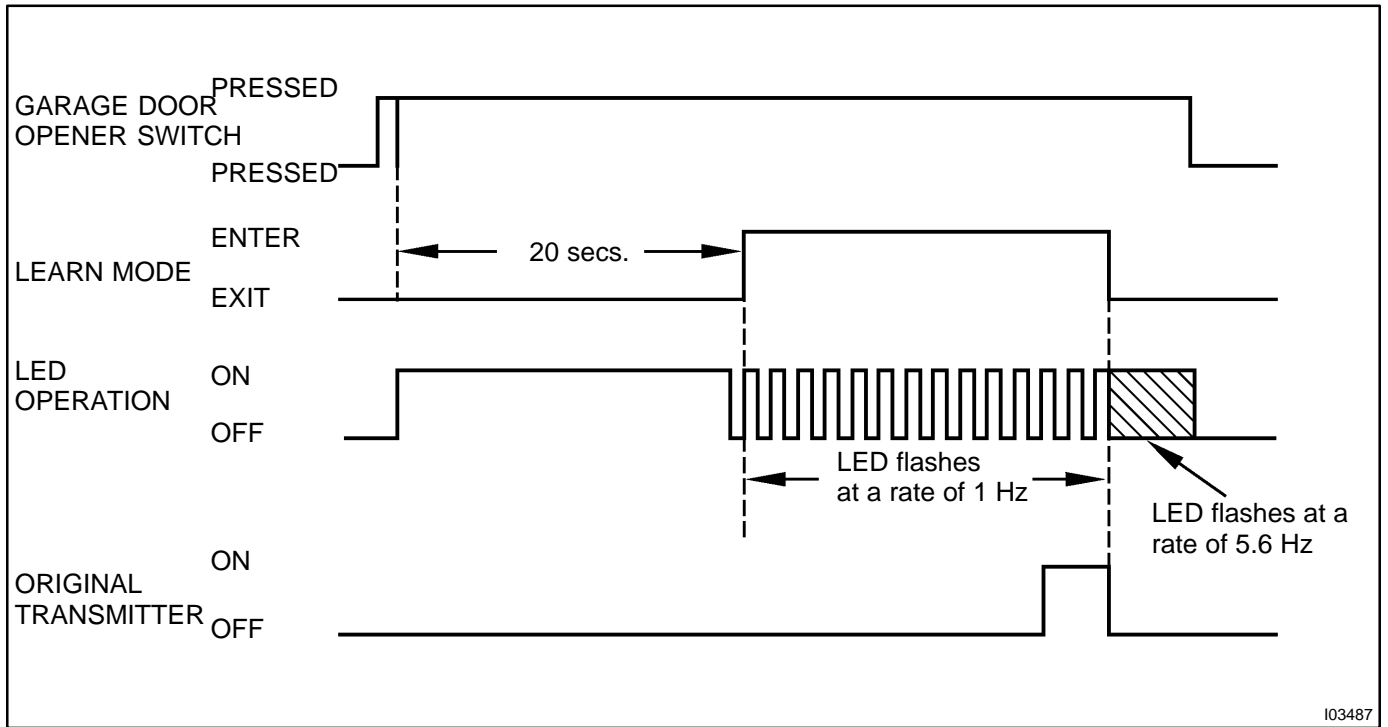 PRESSED
GARAGE DOOR
OPENER SWITCH
PRESSED
ENTER
20 secs.
LEARN MODE
EXIT
LED
OPERATION
ON
OFF
LED flashes
at a rate of 1 Hz
LED flashes at a
rate of 5.6 Hz
ON
ORIGINAL
TRANSMITTER
OFF
I03487